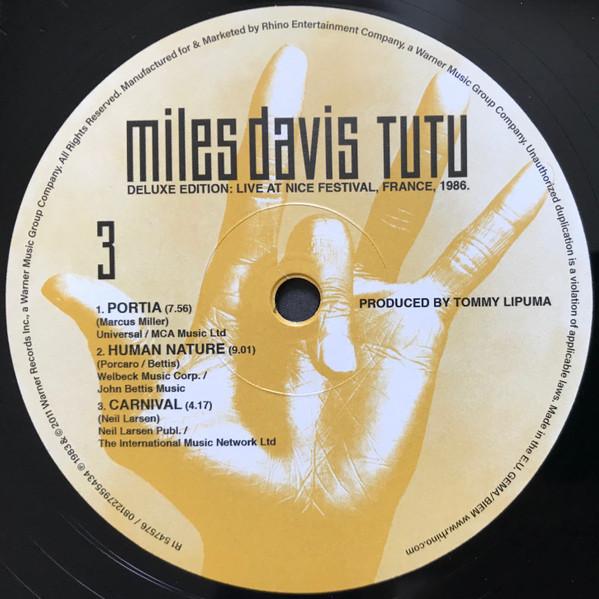 miles davis TUTU
DELUXE EDITION: LIVE AT NICE FESTIVAL, FRANCE, 1986.
3
1. PORTIA (7.56)
(Marcus Miller)
Universal / MCA Music Ltd
2. HUMAN NATURE (9.01)
(Porcaro / Bettis)
Welbeck Music Corp. /
John Bettis Music
3. CARNIVAL (4.17)
(Neil Larsen)
Neil Larsen Publ. /
The International Music Network Ltd
PRODUCED BY TOMMY LIPUMA
R1 547576 / 081227955434 ℗ 1983 & © 2011 Warner Records Inc., a Warner Music Group Company. All Rights Reserved. Manufactured for & Marketed by Rhino Entertainment Company, a Warner Music Group Company. Unauthorized duplication is a violation of applicable laws. Made in the E.U. GEMA/BIEM www.rhino.com.